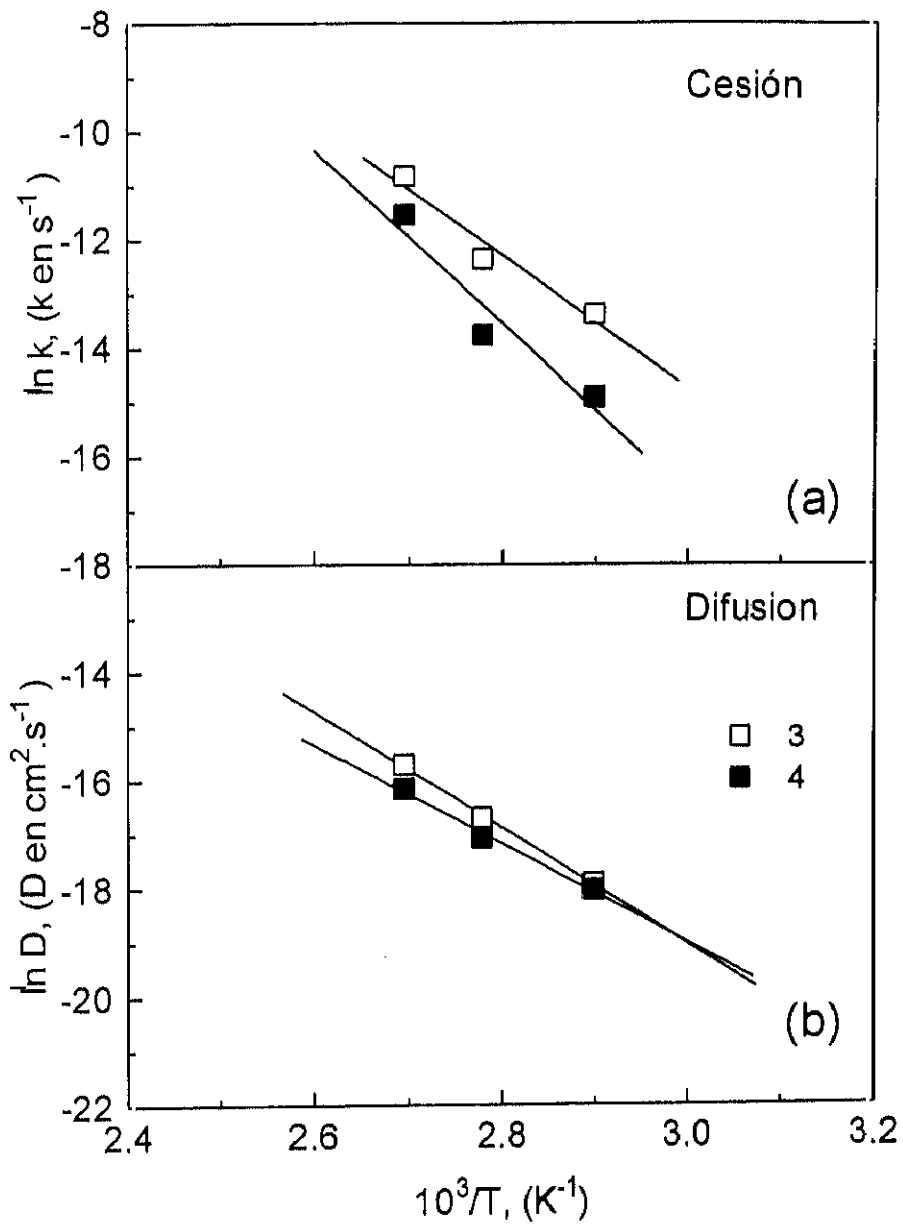 -8
Cesión
-10
-12
-14
-16
-18
ln k, (k en s⁻¹)
(a)
Difusion
-14
3
-16
4
-18
-20
-22
ln D, (D en cm².s⁻¹)
(b)
2.4
2.6
2.8
3.0
3.2
10³/T, (K⁻¹)